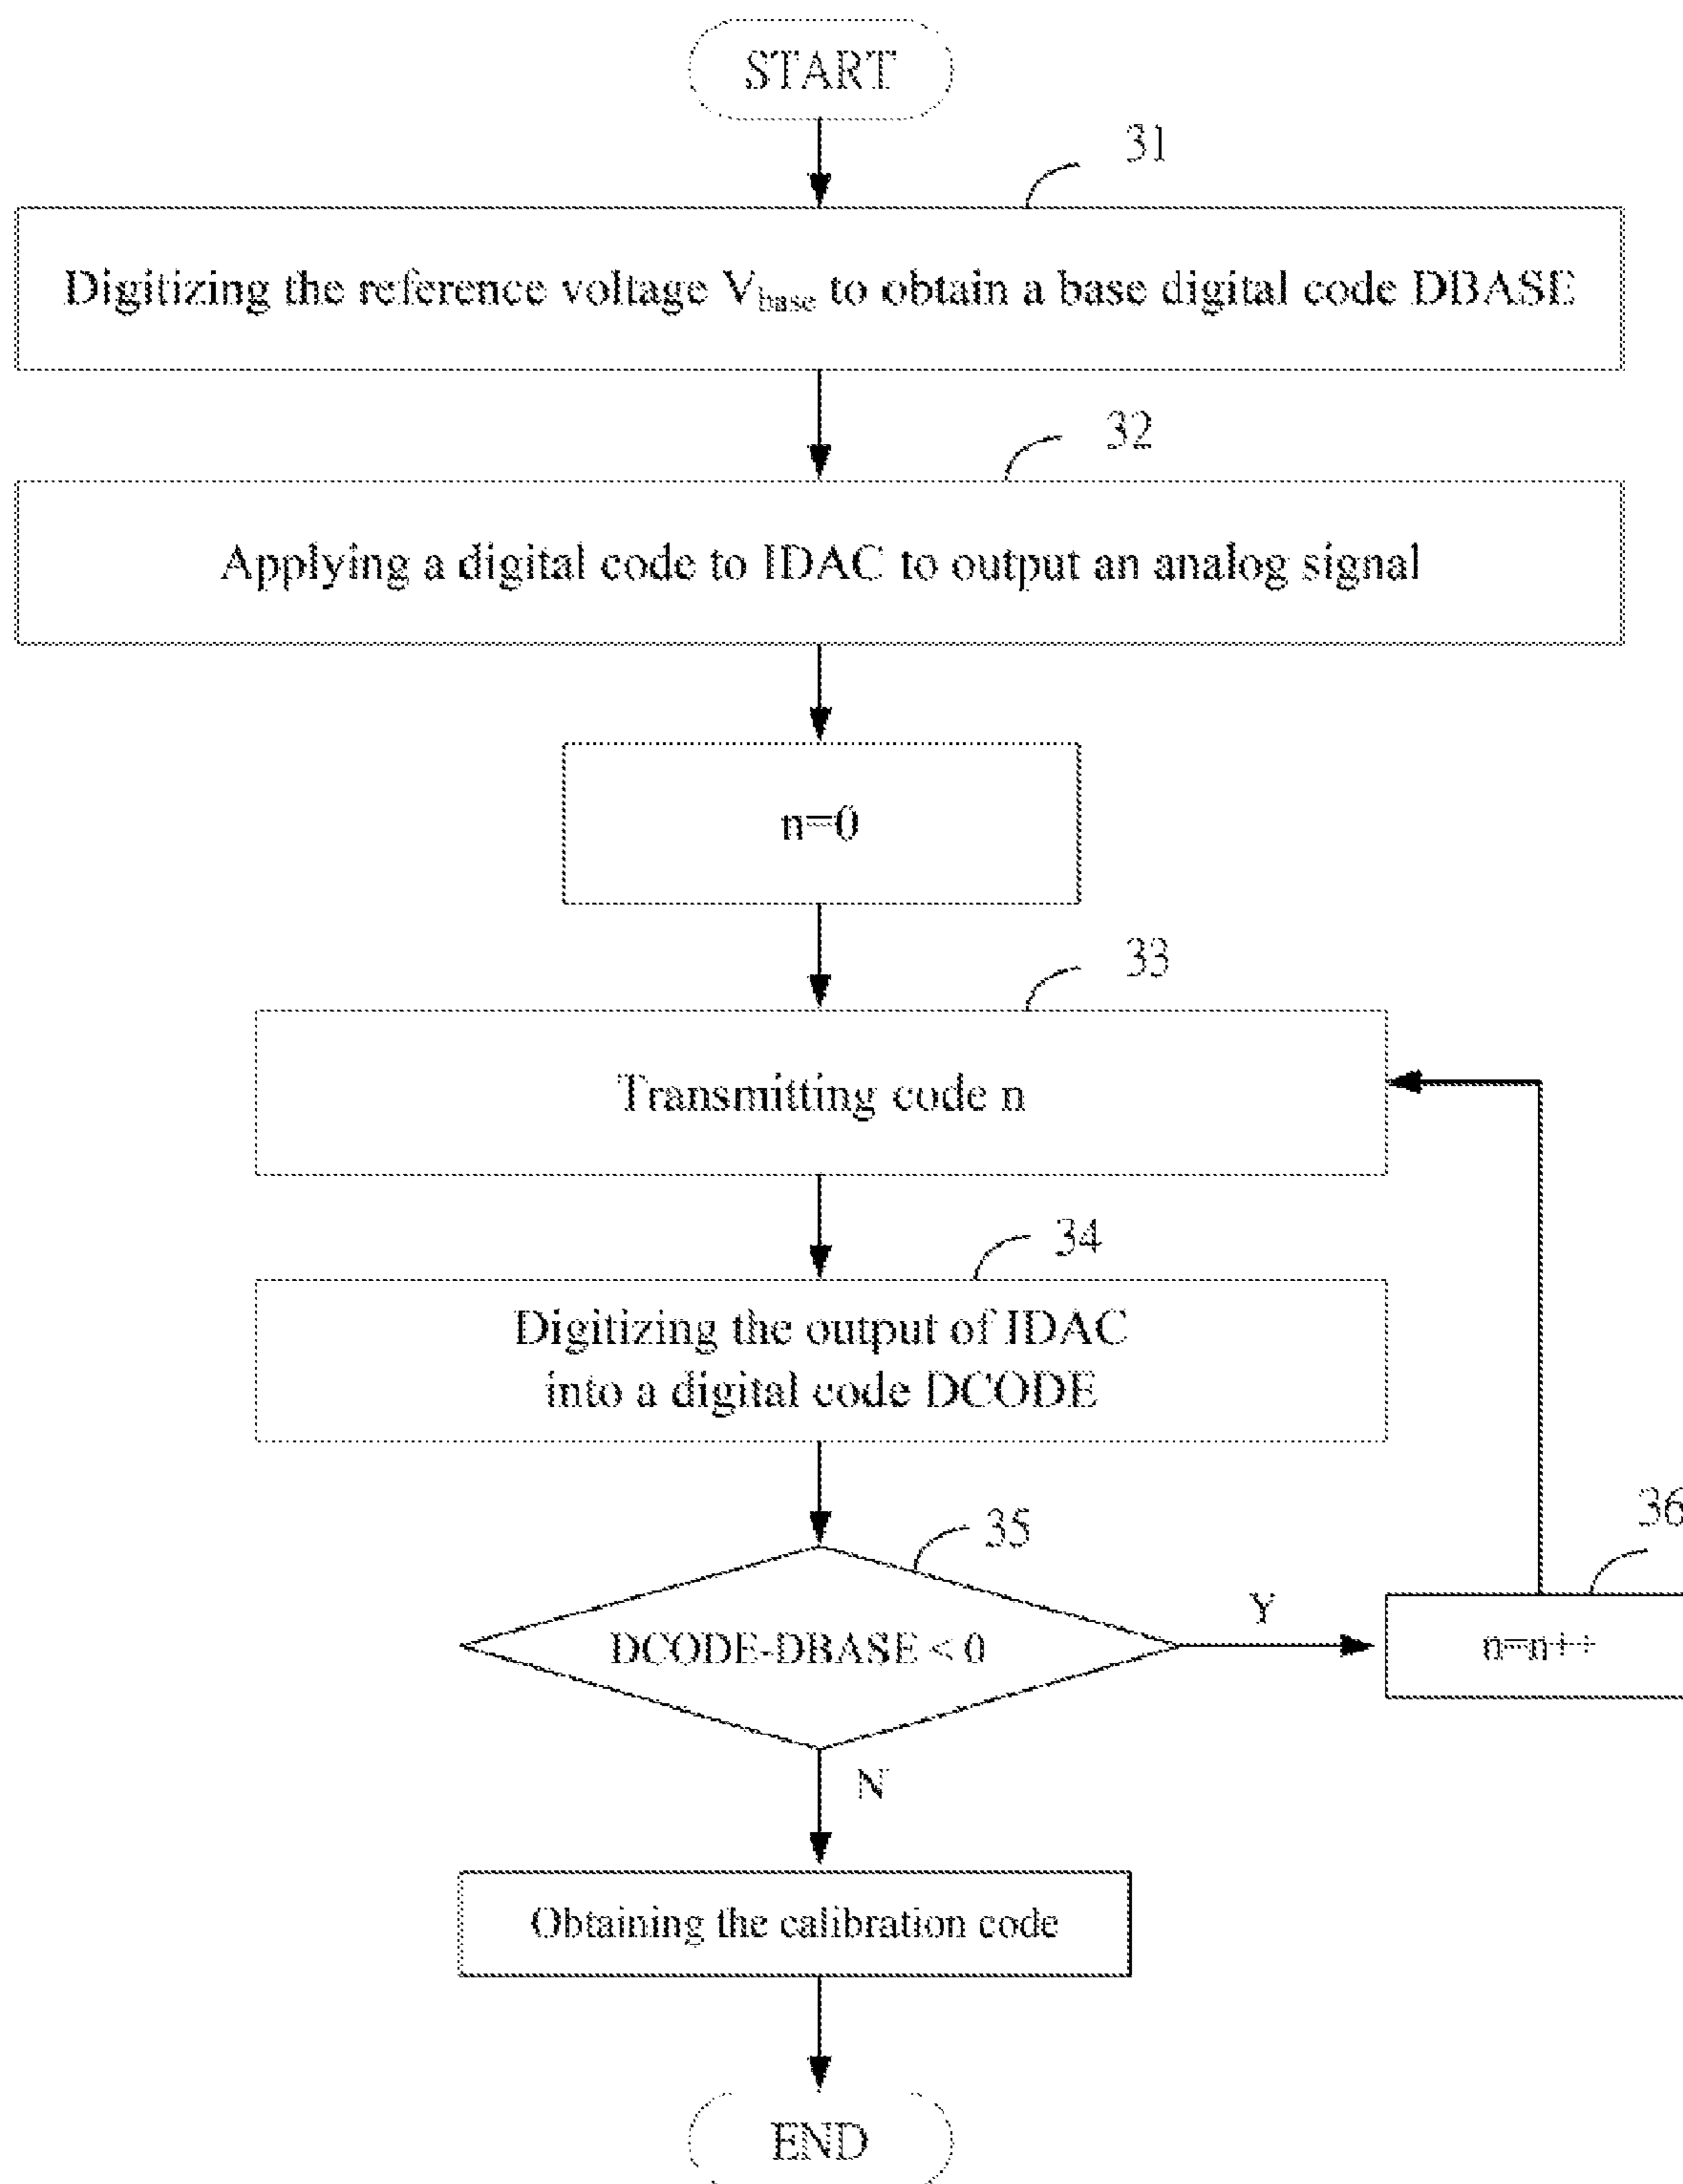 START
31
Digitizing the reference voltage Vbase to obtain a base digital code DBASE
32
Applying a digital code to IDAC to output an analog signal
n=0
33
Transmitting code n
34
Digitizing the output of IDAC
into a digital code DCODE
35
DCODE-DBASE < 0
Y
36
n=n++
N
Obtaining the calibration code
END